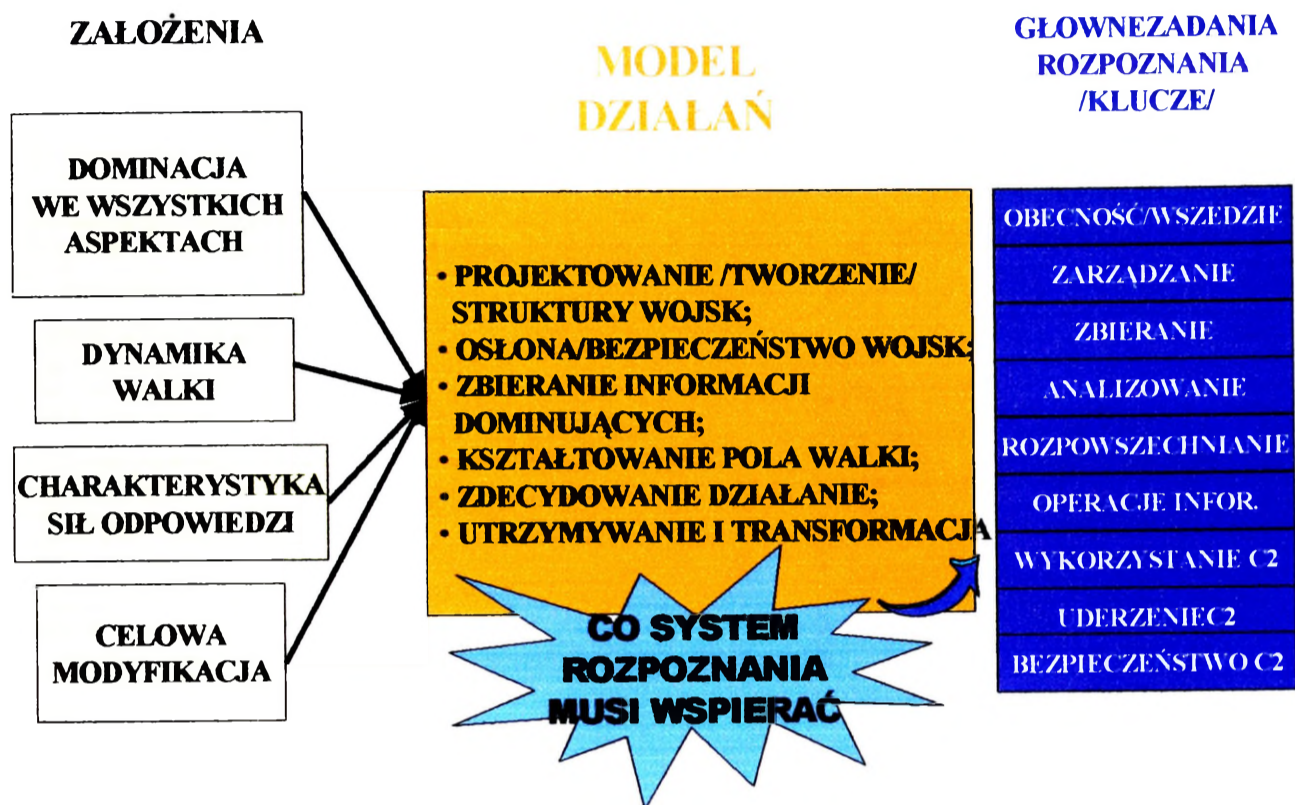 ZAŁOŻENIA
DOMINACJA
WE WSZYSTKICH
ASPEKTACH
DYNAMIKA
WALKI
CHARAKTERYSTYKA
SIŁ ODPOWIEDZI
CELOWA
MODYFIKACJA
MODEL
DZIAŁAŃ
• PROJEKTOWANIE /TWORZENIE/
STRUKTURY WOJSK;
• OSŁONA/BEZPIECZEŃSTWO WOJSK;
• ZBIERANIE INFORMACJI
DOMINUJĄCYCH;
• KSZTAŁTOWANIE POLA WALKI;
• ZDECYDOWANIE DZIAŁANIE;
• UTRZYMYWANIE I TRANSFORMACJA
CO SYSTEM
ROZPOZNANIA
MUSI WSPIERAĆ
GŁOWNEZADANIA
ROZPOZNANIA
/KLUCZE/
OBECNOŚĆ/WSZEDZIE
ZARZĄDZANIE
ZBIERANIE
ANALIZOWANIE
ROZPOWSZECHNIANIE
OPERACJE INFOR.
WYKORZYSTANIE C2
UDERZENIEC2
BEZPIECZEŃSTWO C2